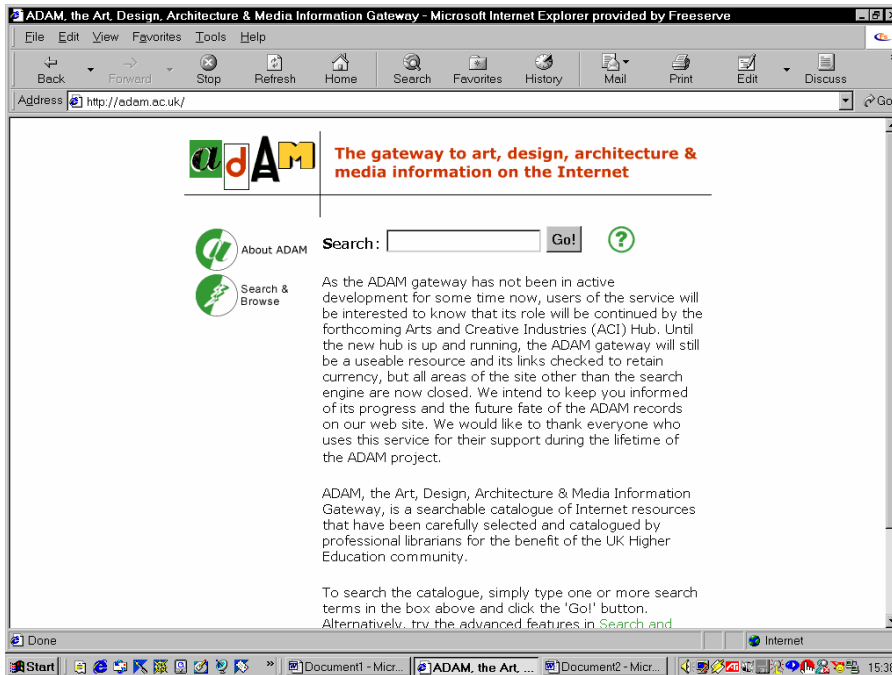 ADAM, the Art, Design, Architecture & Media Information Gateway - Microsoft Internet Explorer provided by Freeserve
File Edit View Favorites Tools Help
Back Forward Stop Refresh Home Search Favorites History Mail Print Edit Discuss
Address http://adam.ac.uk/ Go
adAM
The gateway to art, design, architecture &
media information on the Internet
About ADAM
Search: Go! ?
Search &
Browse
As the ADAM gateway has not been in active
development for some time now, users of the service will
be interested to know that its role will be continued by the
forthcoming Arts and Creative Industries (ACI) Hub. Until
the new hub is up and running, the ADAM gateway will still
be a useable resource and its links checked to retain
currency, but all areas of the site other than the search
engine are now closed. We intend to keep you informed
of its progress and the future fate of the ADAM records
on our web site. We would like to thank everyone who
uses this service for their support during the lifetime of
the ADAM project.
ADAM, the Art, Design, Architecture & Media Information
Gateway, is a searchable catalogue of Internet resources
that have been carefully selected and catalogued by
professional librarians for the benefit of the UK Higher
Education community.
To search the catalogue, simply type one or more search
terms in the box above and click the 'Go!' button.
Alternatively, try the advanced features in Search and
Done Internet
Start » Document1 - Micr... ADAM, the Art, ... Document2 - Micr... 15:38